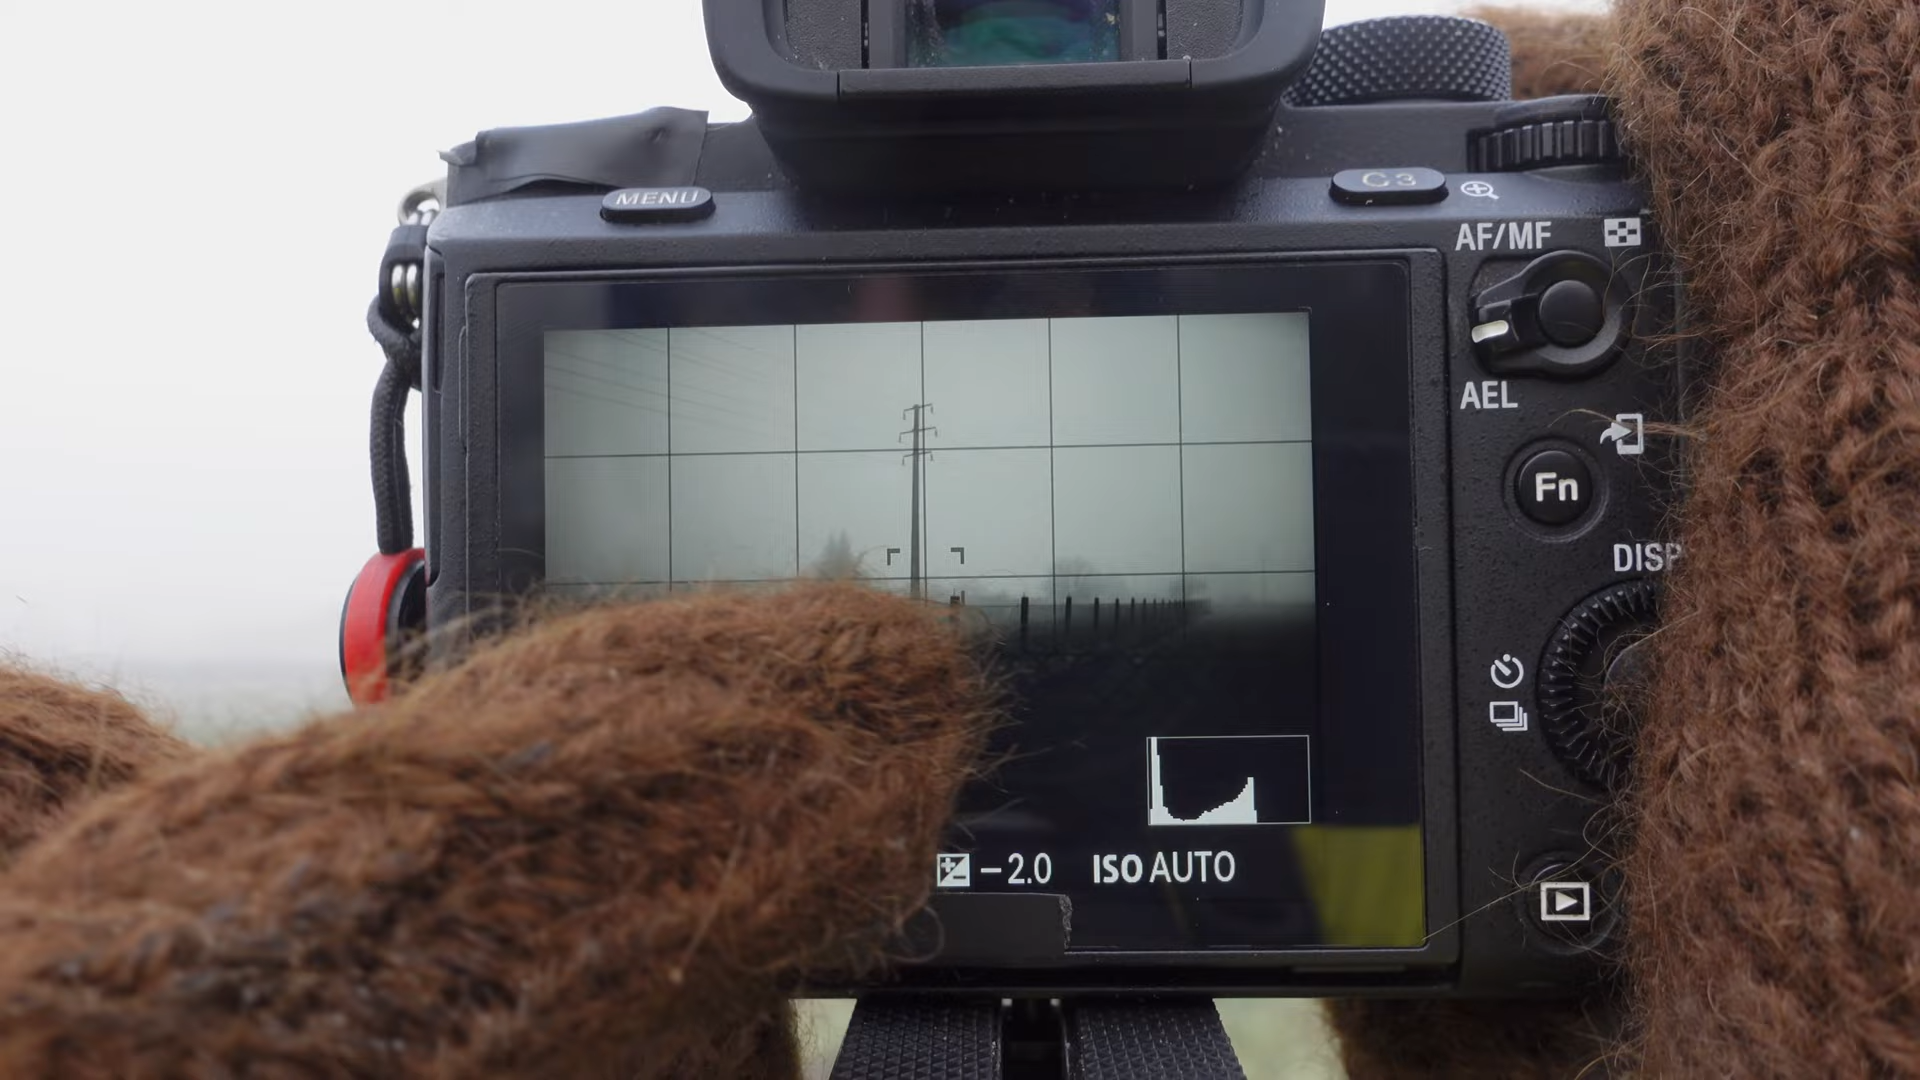 MENU
C3
AF/MF
AEL
Fn
DISP
−2.0 ISO AUTO